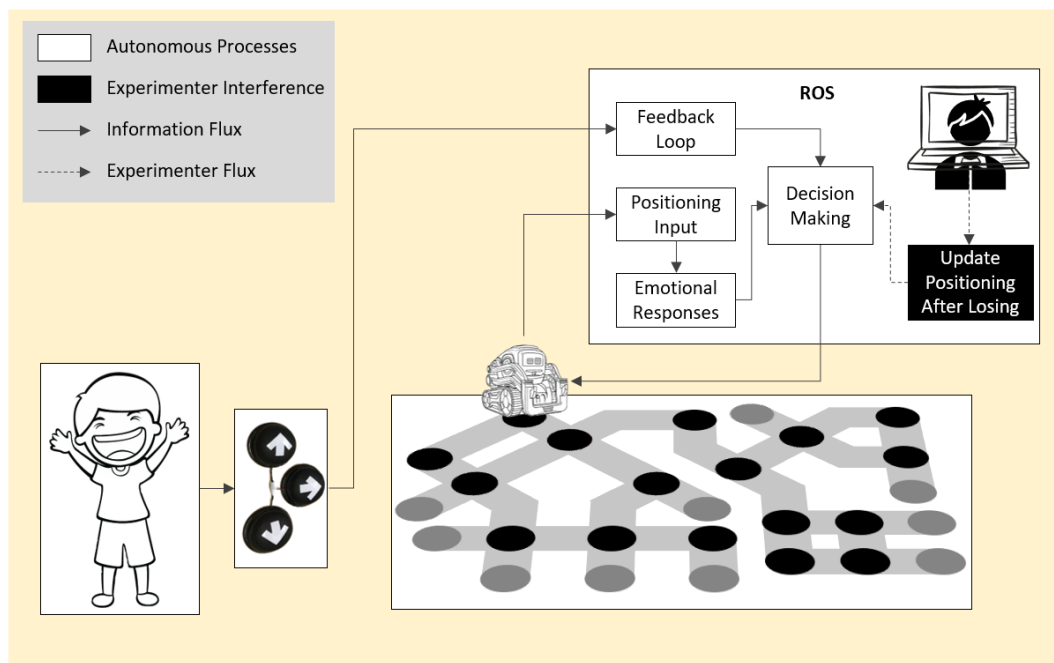 Autonomous Processes
Experimenter Interference
Information Flux
Experimenter Flux
ROS
Feedback
Loop
Positioning
Input
Emotional
Responses
Decision
Making
Update
Positioning
After Losing